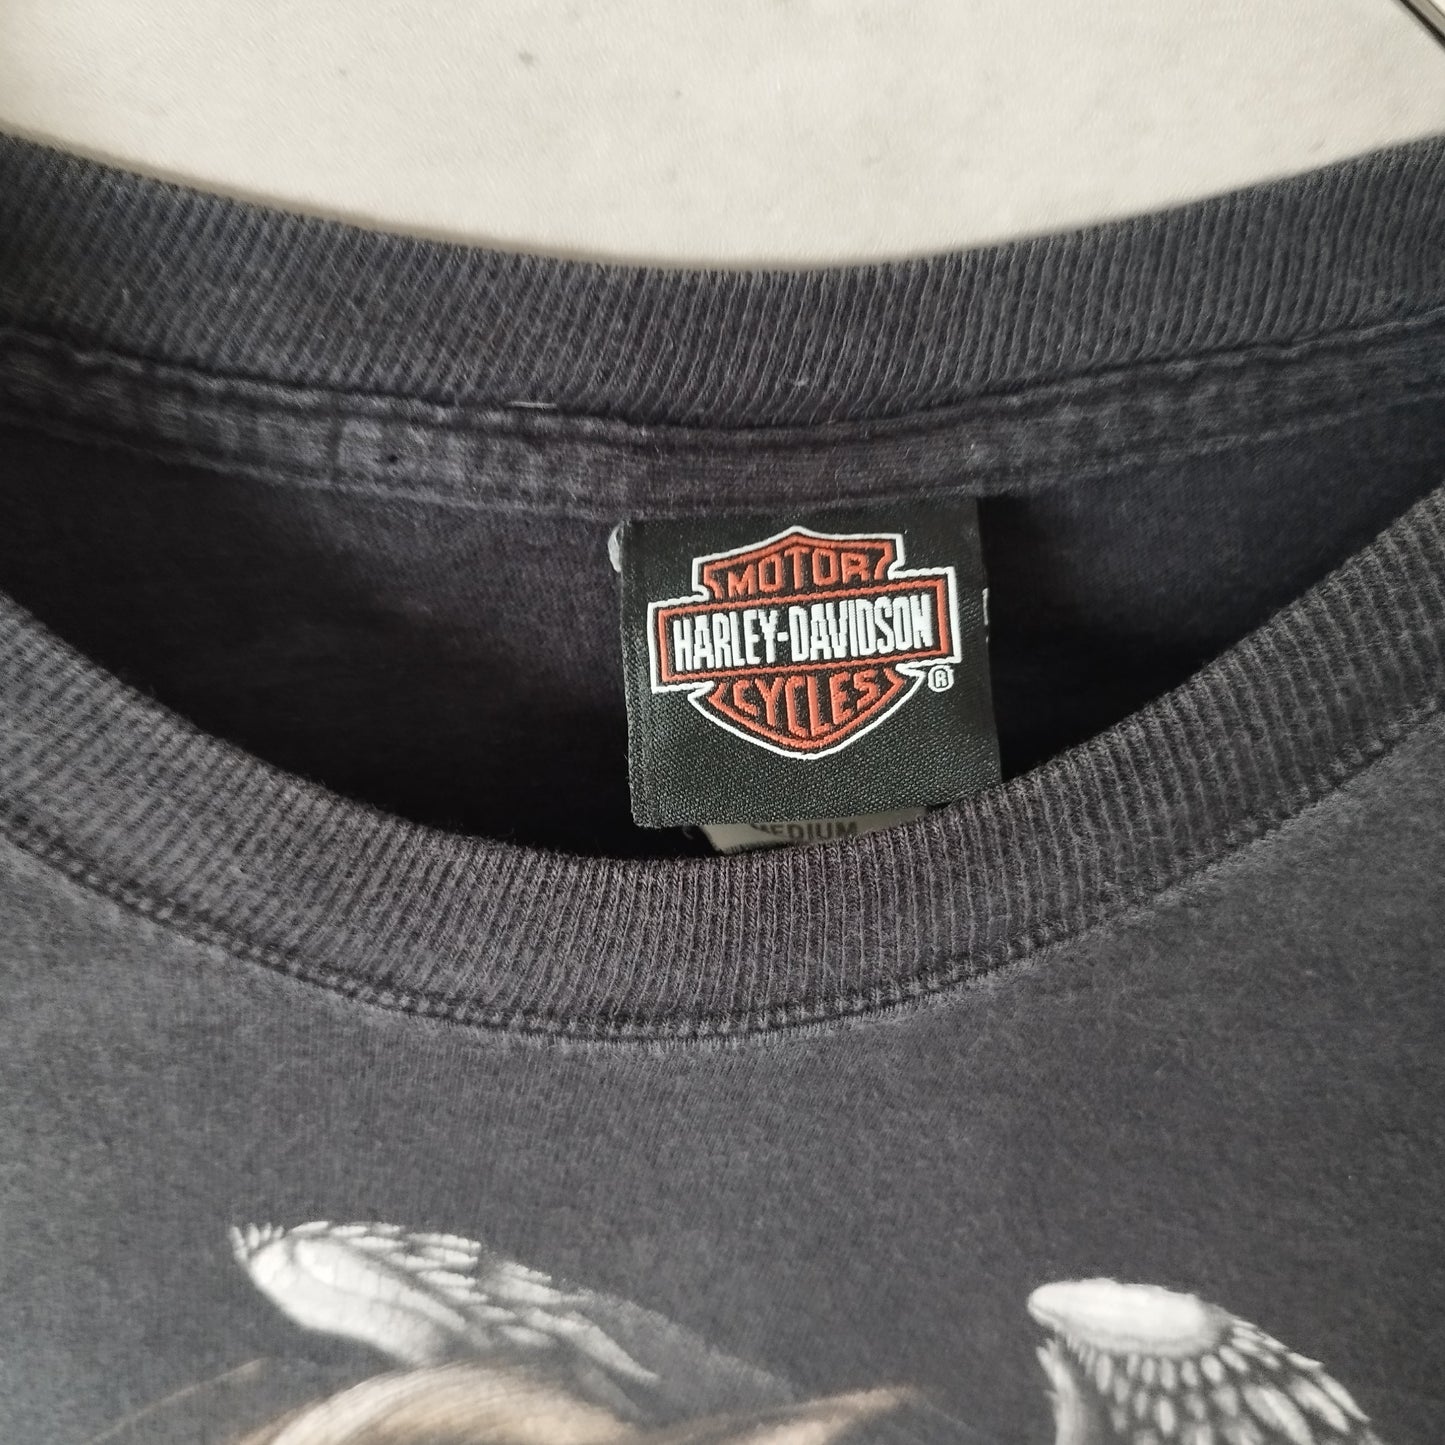 MOTOR
HARLEY-DAVIDSON
CYCLES
®
MEDIUM